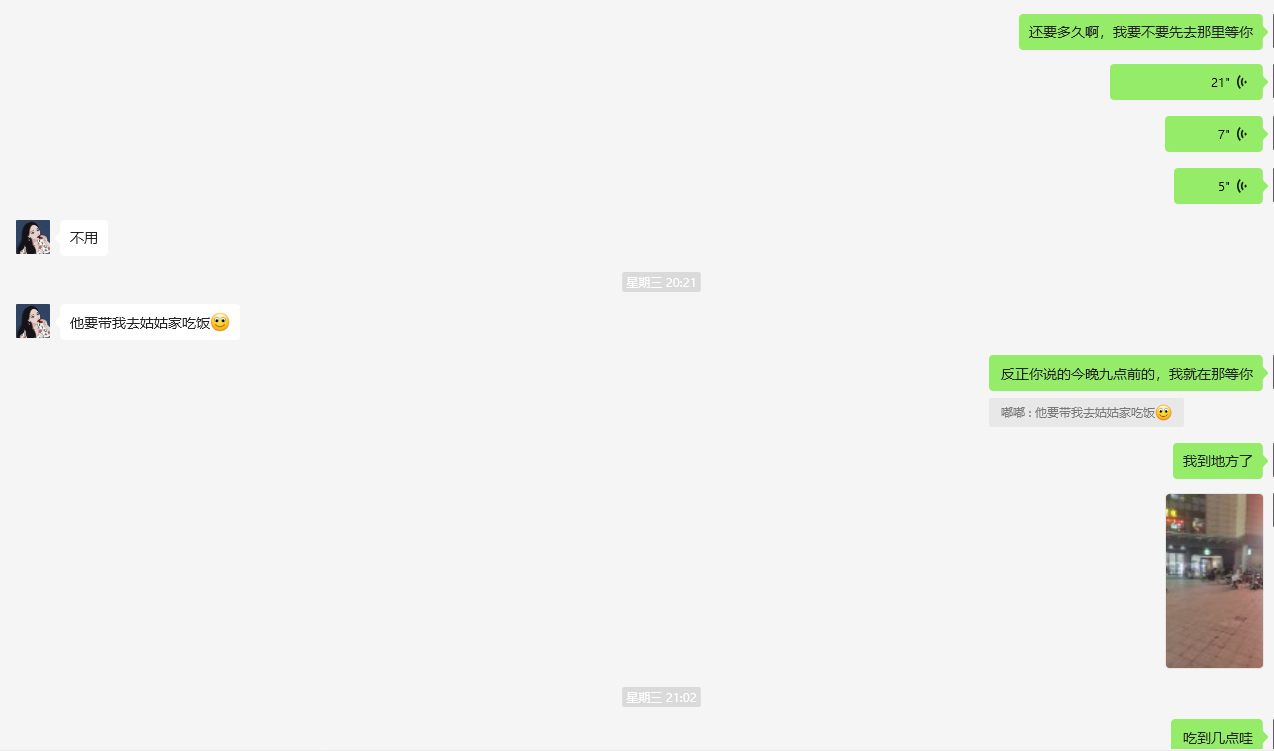 还要多久啊，我要不要先去那里等你
21"
7"
5"
不用
星期三 20:21
他要带我去姑姑家吃饭
反正你说的今晚九点前的，我就在那等你
嘟嘟 : 他要带我去姑姑家吃饭
我到地方了
星期三 21:02
吃到几点哇